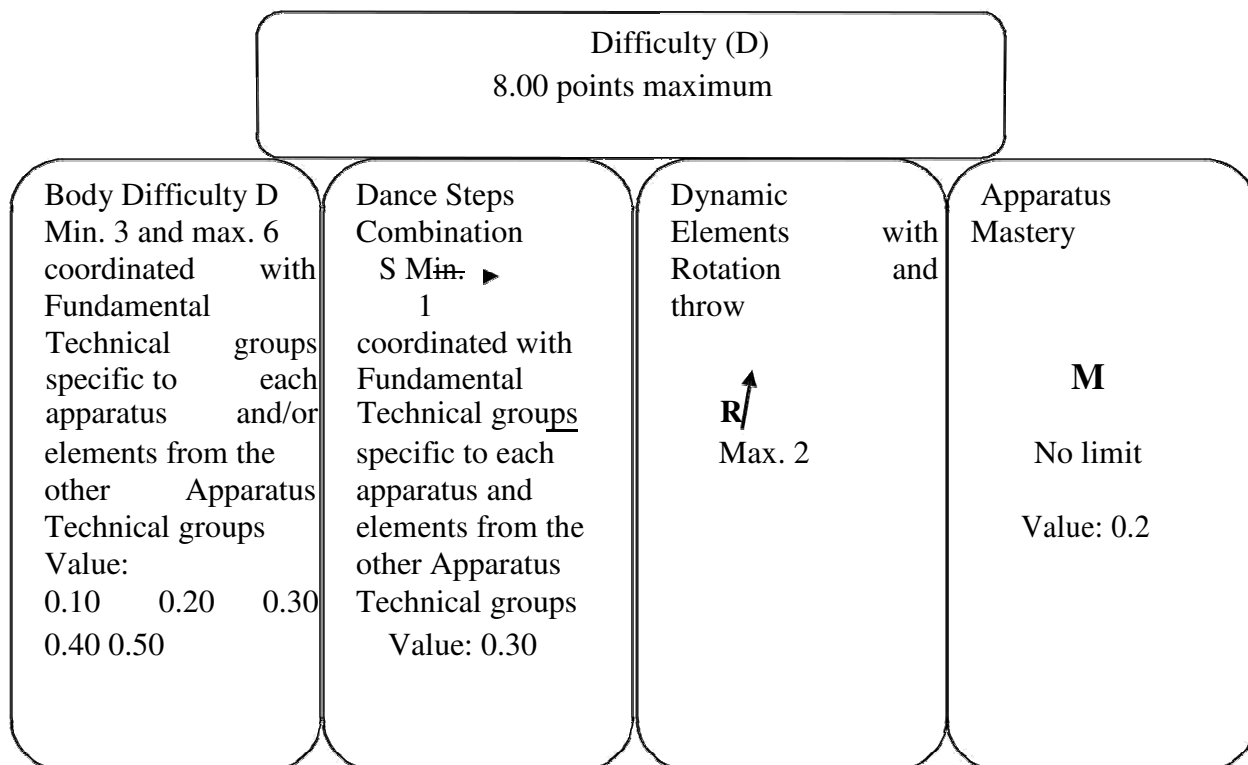 Difficulty (D)
8.00 points maximum
Body Difficulty D
Min. 3 and max. 6
coordinated with
Fundamental
Technical groups
specific to each
apparatus and/or
elements from the
other Apparatus
Technical groups
Value:
0.10 0.20 0.30
0.40 0.50
Dance Steps
Combination
S Min.
1
coordinated with
Fundamental
Technical groups
specific to each
apparatus and
elements from the
other Apparatus
Technical groups
Value: 0.30
Dynamic
Elements with
Rotation and
throw
R
Max. 2
Apparatus
Mastery
M
No limit
Value: 0.2